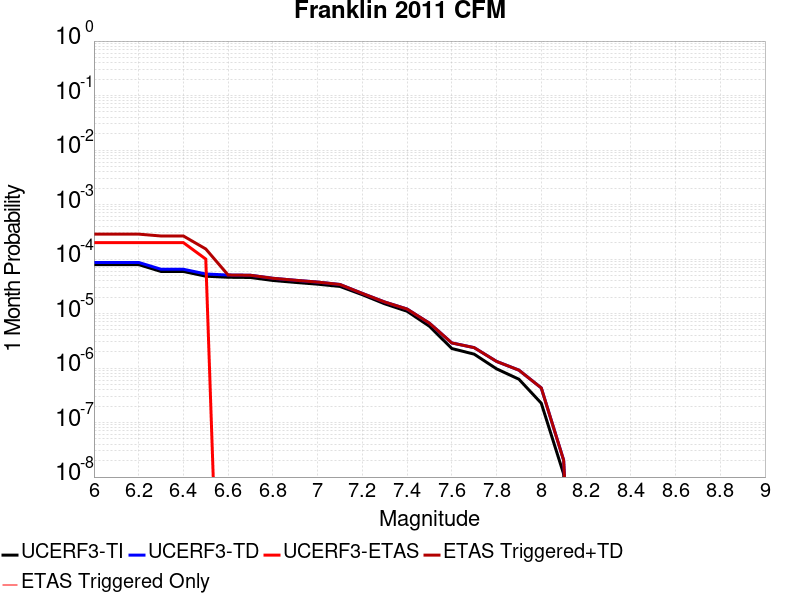 Franklin 2011 CFM
10^0
10^-1
10^-2
10^-3
10^-4
10^-5
10^-6
10^-7
10^-8
1 Month Probability
6 6.2 6.4 6.6 6.8 7 7.2 7.4 7.6 7.8 8 8.2 8.4 8.6 8.8 9
Magnitude
UCERF3-TI UCERF3-TD UCERF3-ETAS ETAS Triggered+TD
ETAS Triggered Only